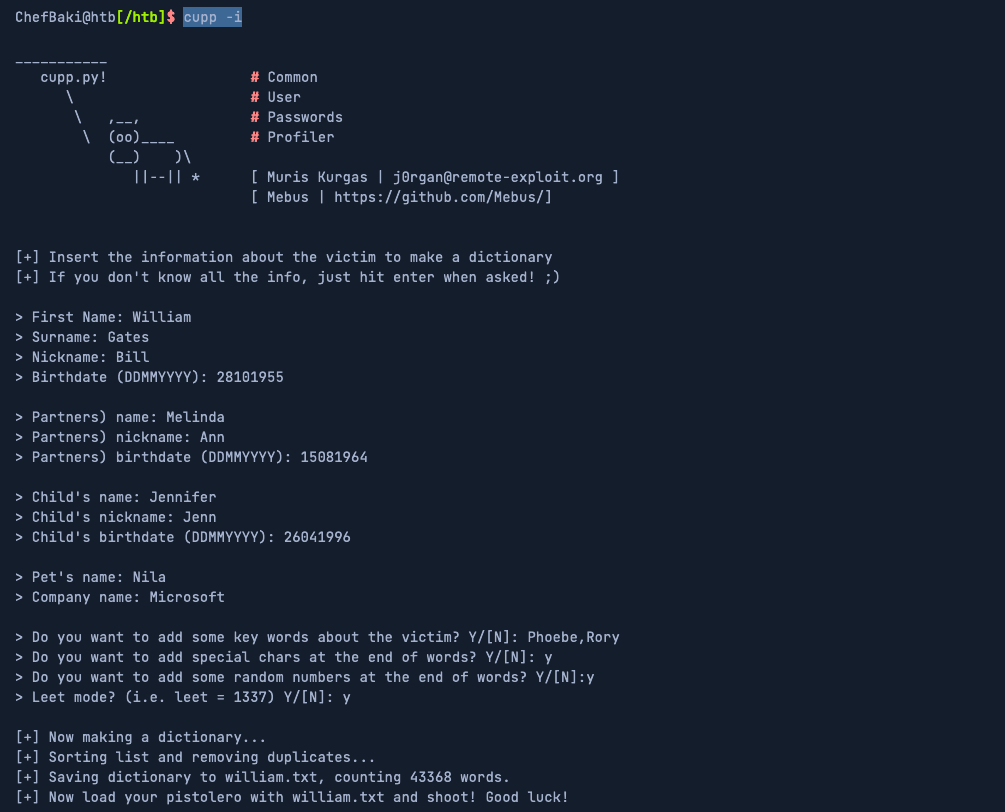 ChefBaki@htb[/htb]$ cupp -i
___________
   cupp.py!                 # Common
      \                     # User
       \   ,__,             # Passwords
        \  (oo)____         # Profiler
           (__)    )\
              ||--|| *      [ Muris Kurgas | j0rgan@remote-exploit.org ]
                            [ Mebus | https://github.com/Mebus/]
[+] Insert the information about the victim to make a dictionary
[+] If you don't know all the info, just hit enter when asked! ;)
> First Name: William
> Surname: Gates
> Nickname: Bill
> Birthdate (DDMMYYYY): 28101955
> Partners) name: Melinda
> Partners) nickname: Ann
> Partners) birthdate (DDMMYYYY): 15081964
> Child's name: Jennifer
> Child's nickname: Jenn
> Child's birthdate (DDMMYYYY): 26041996
> Pet's name: Nila
> Company name: Microsoft
> Do you want to add some key words about the victim? Y/[N]: Phoebe,Rory
> Do you want to add special chars at the end of words? Y/[N]: y
> Do you want to add some random numbers at the end of words? Y/[N]:y
> Leet mode? (i.e. leet = 1337) Y/[N]: y
[+] Now making a dictionary...
[+] Sorting list and removing duplicates...
[+] Saving dictionary to william.txt, counting 43368 words.
[+] Now load your pistolero with william.txt and shoot! Good luck!